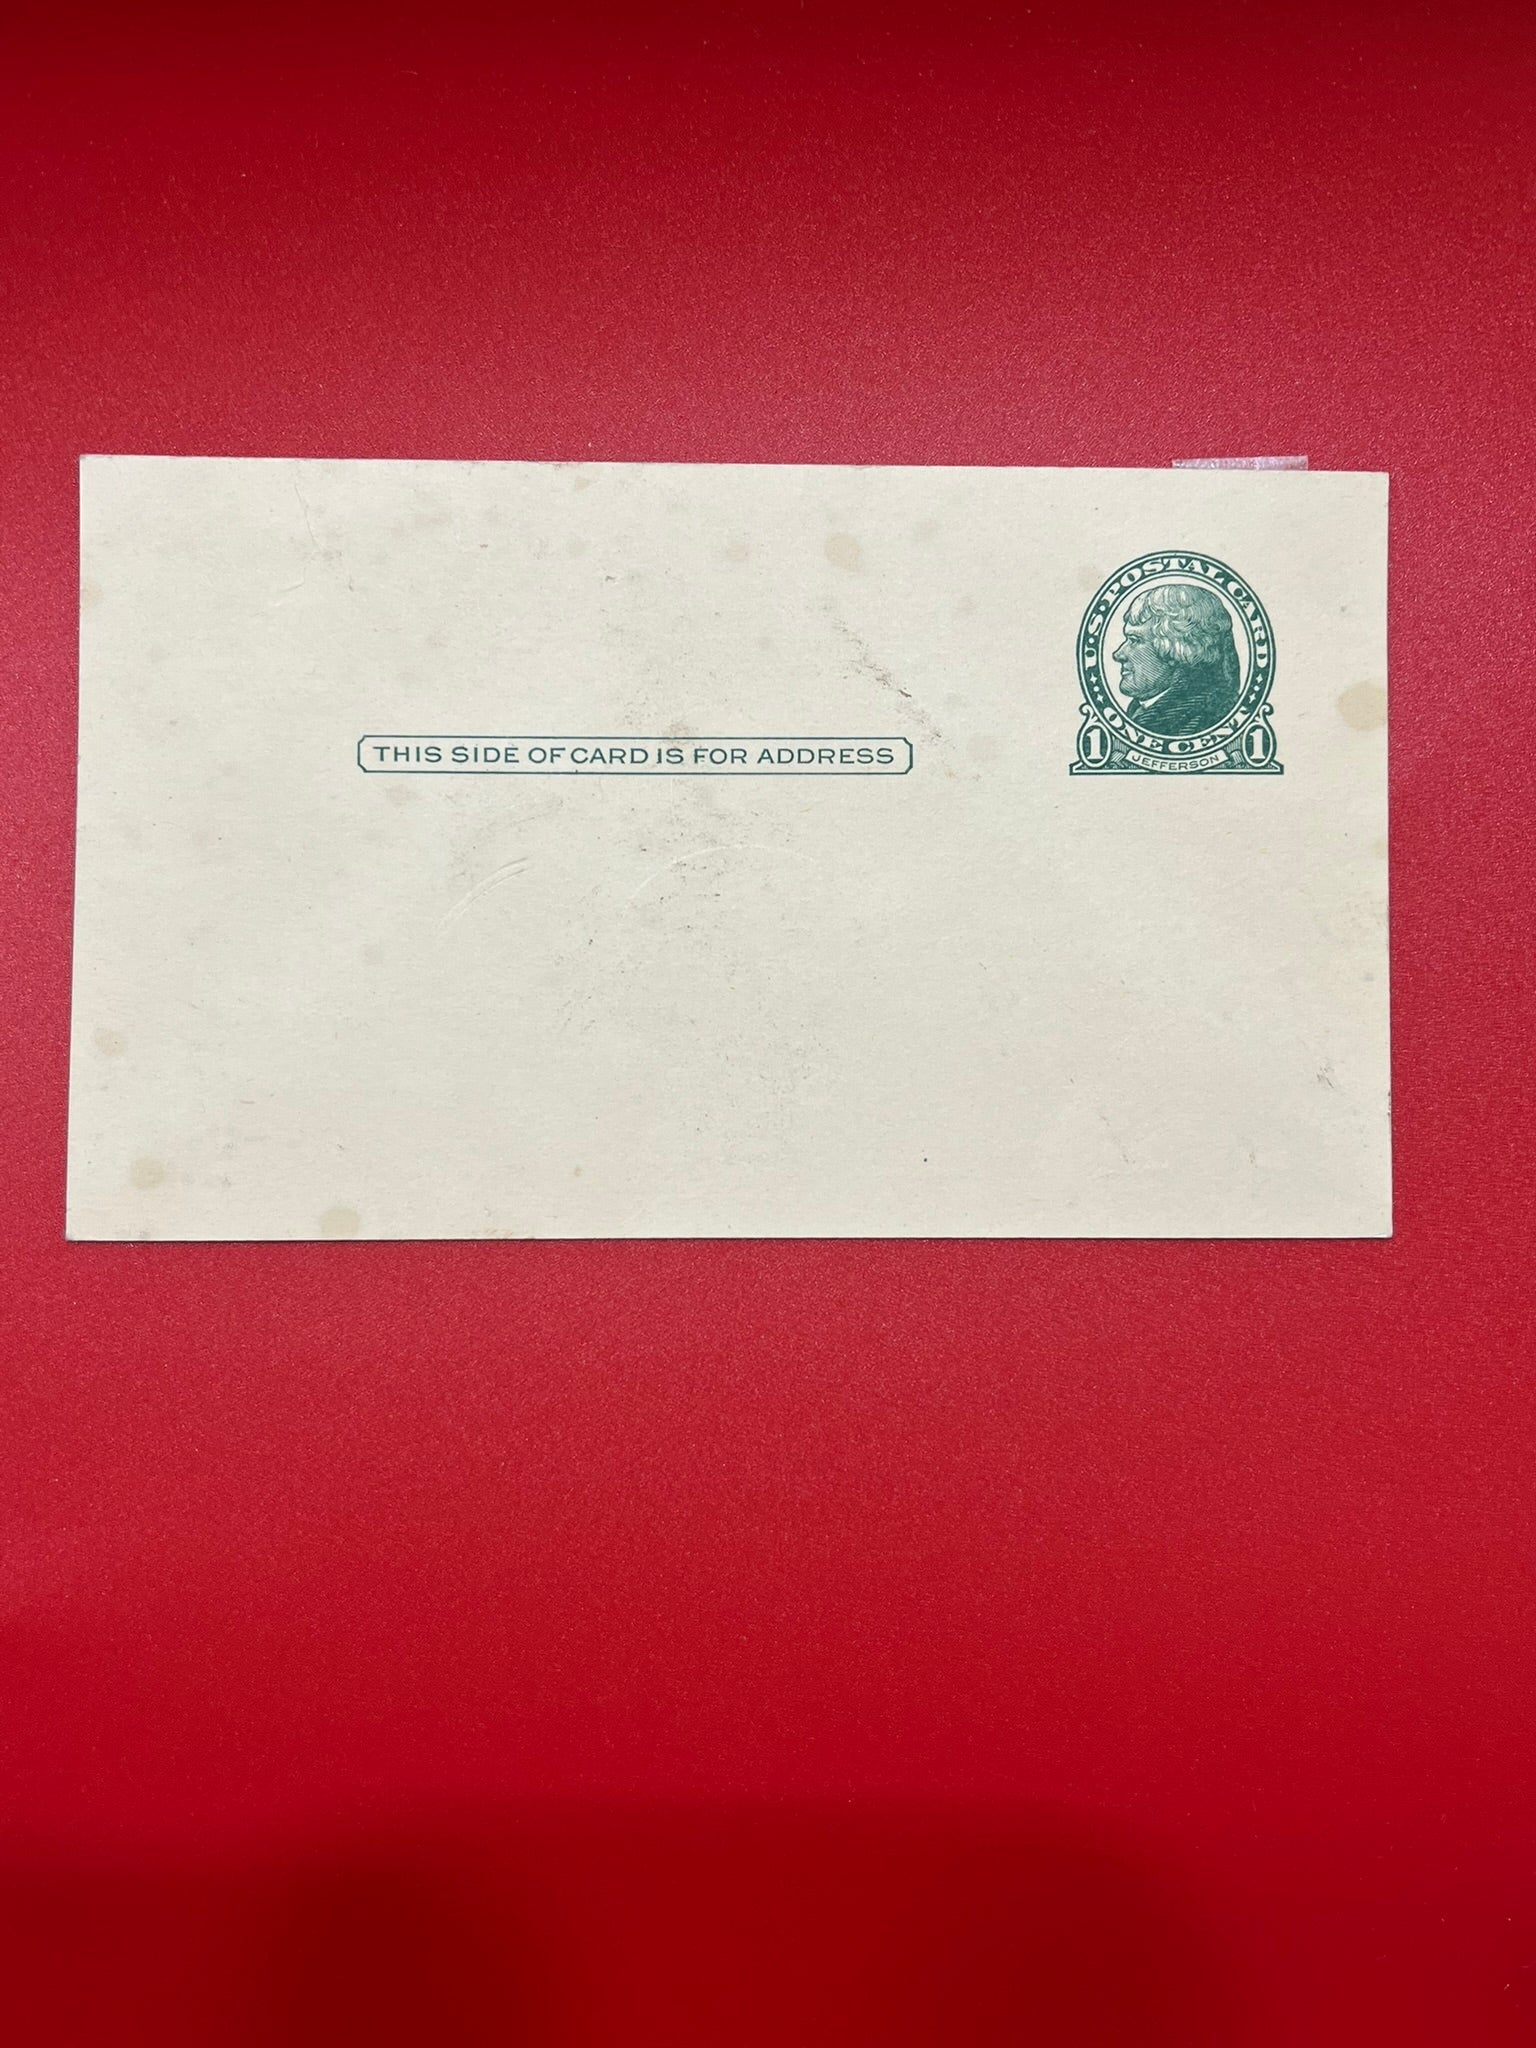 U.S. POSTAL CARD
THIS SIDE OF CARD IS FOR ADDRESS
1 ONE CENT 1
JEFFERSON